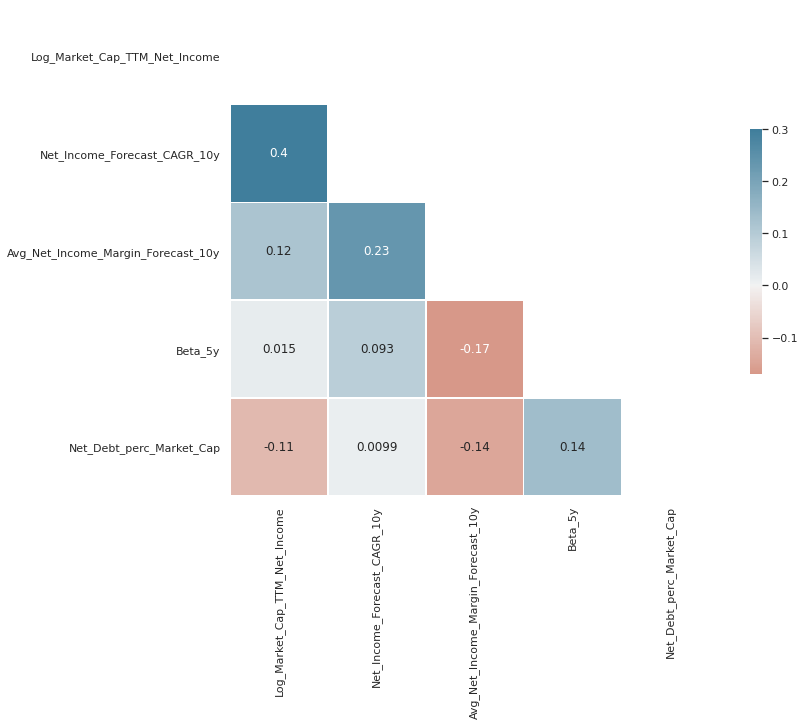 Log_Market_Cap_TTM_Net_Income
Net_Income_Forecast_CAGR_10y
0.4
Avg_Net_Income_Margin_Forecast_10y
0.12
0.23
Beta_5y
0.015
0.093
-0.17
Net_Debt_perc_Market_Cap
-0.11
0.0099
-0.14
0.14
Log_Market_Cap_TTM_Net_Income
Net_Income_Forecast_CAGR_10y
Avg_Net_Income_Margin_Forecast_10y
Beta_5y
Net_Debt_perc_Market_Cap
0.3
0.2
0.1
0.0
−0.1